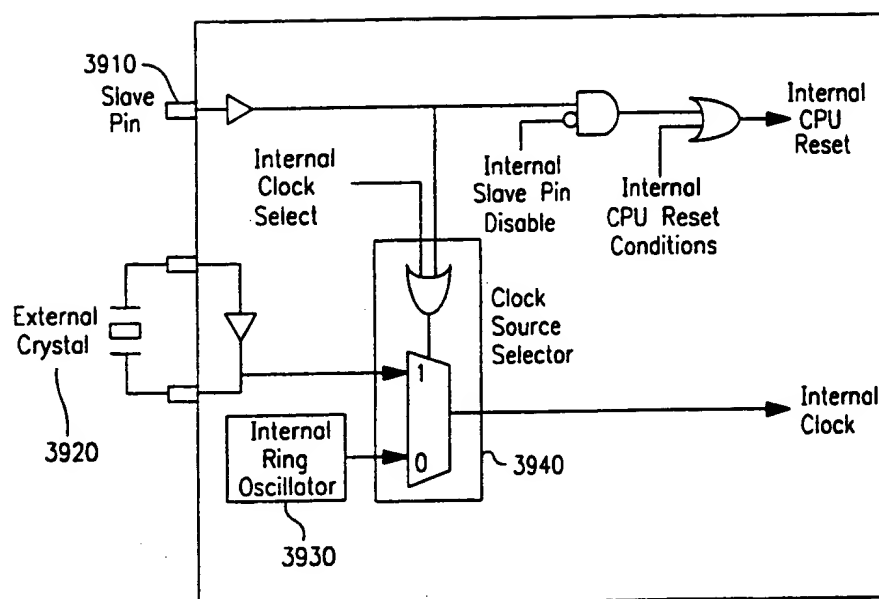 3910
Slave
Pin
Internal
CPU
Reset
Internal
Clock
Select
Internal
Slave Pin
Disable
Internal
CPU Reset
Conditions
External
Crystal
Clock
Source
Selector
1
0
Internal
Clock
3920
Internal
Ring
Oscillator
3940
3930